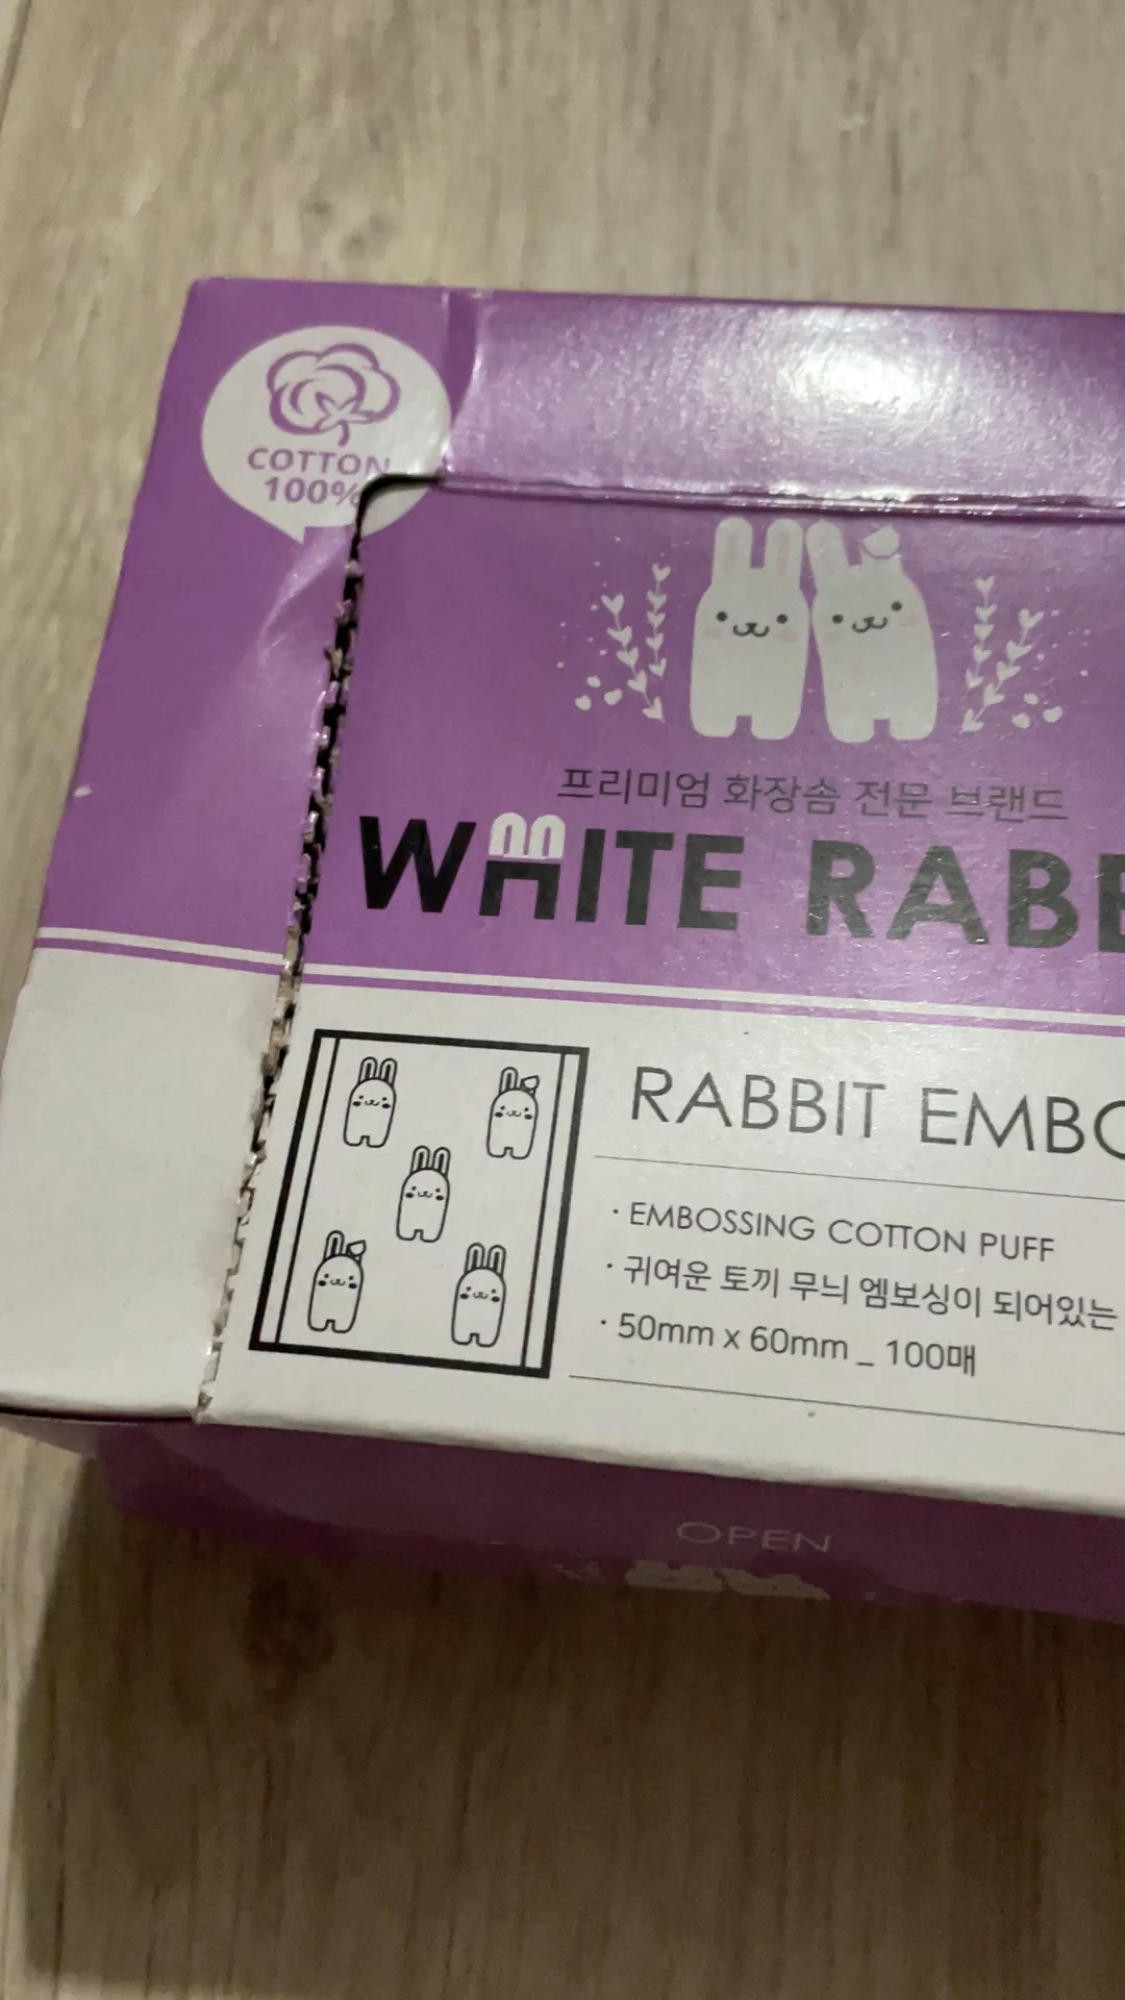 COTTON
100%
프리미엄 화장솜 전문 브랜드
WHITE RABB
RABBIT EMBO
· EMBOSSING COTTON PUFF
· 귀여운 토끼 무늬 엠보싱이 되어있는
· 50mm x 60mm _ 100매
OPEN